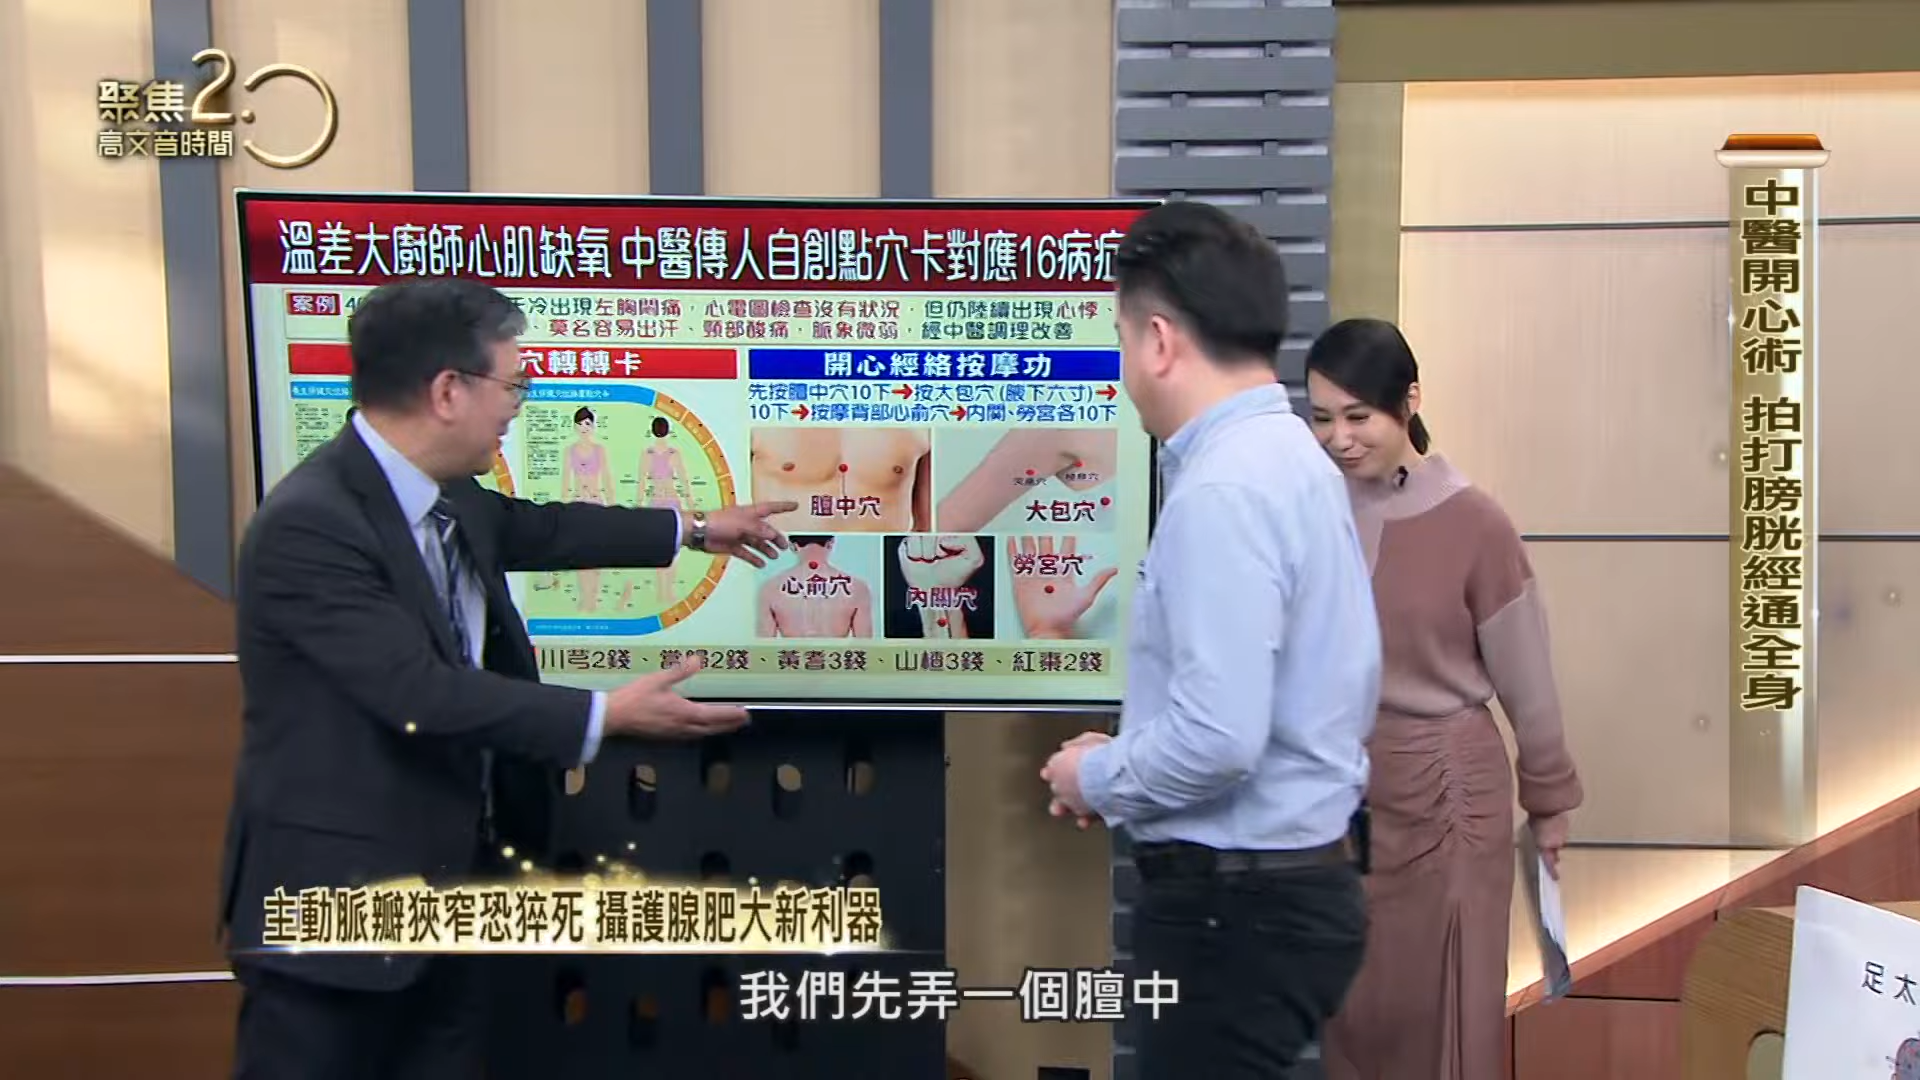 聚焦2.0
高文音時間
溫差大廚師心肌缺氧 中醫傳人自創點穴卡對應16病症
案例
天冷出現左胸悶痛，心電圖檢查沒有狀況，但仍陸續出現心悸、
、莫名容易出汗、頸部酸痛，脈象微弱，經中醫調理改善
穴轉轉卡
開心經絡按摩功
先按膻中穴10下→按大包穴(腋下六寸)→
10下→按摩背部心俞穴→內關、勞宮各10下
膻中穴
極泉穴
大包穴
心俞穴
內關穴
勞宮穴
川芎2錢、當歸2錢、黃耆3錢、山楂3錢、紅棗2錢
中醫開心術 拍打膀胱經通全身
主動脈瓣狹窄恐猝死 攝護腺肥大新利器
我們先弄一個膻中
足太